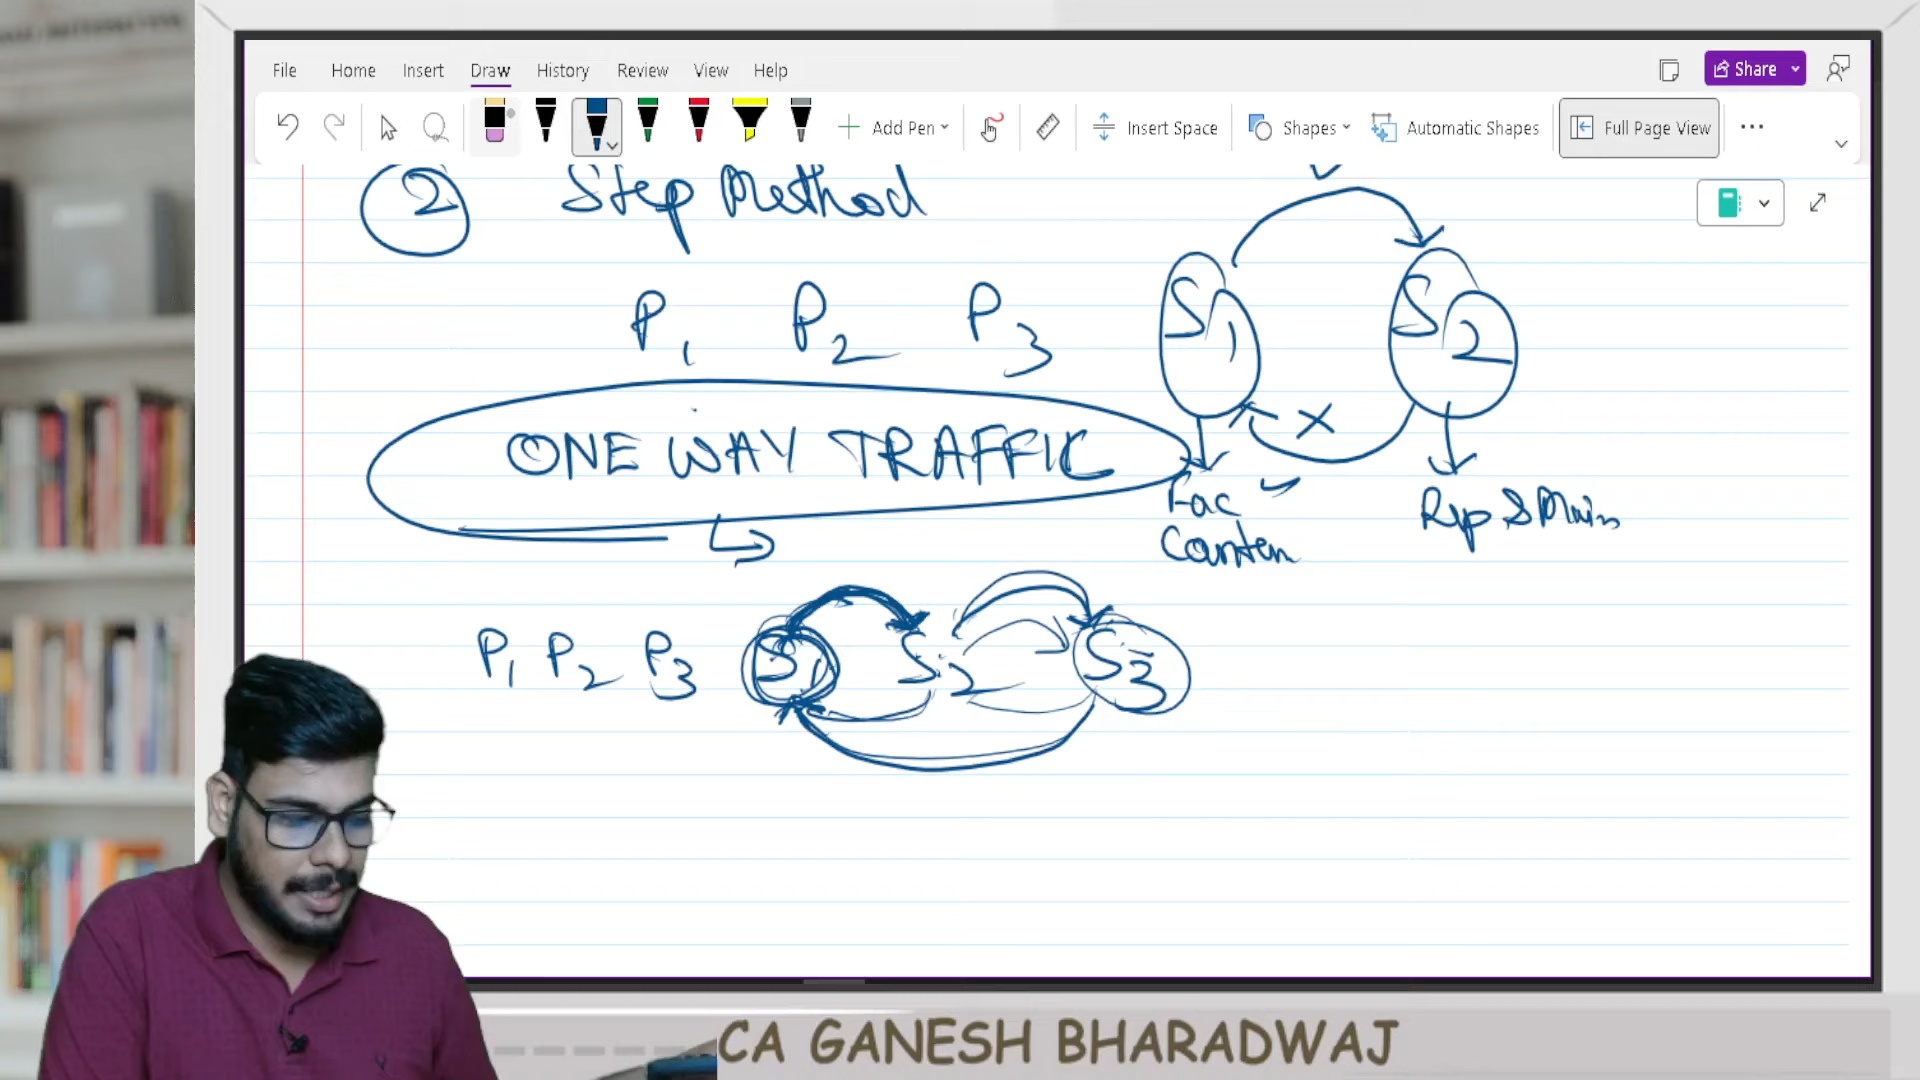 File Home Insert Draw History Review View Help Share
Add Pen Insert Space Shapes Automatic Shapes Full Page View
2 Step Method
P1 P2 P3 S1 S2
ONE WAY TRAFFIC
X
Fac
Canteen
Rep & Main
P1 P2 P3 S1 S2 S3
CA GANESH BHARADWAJ